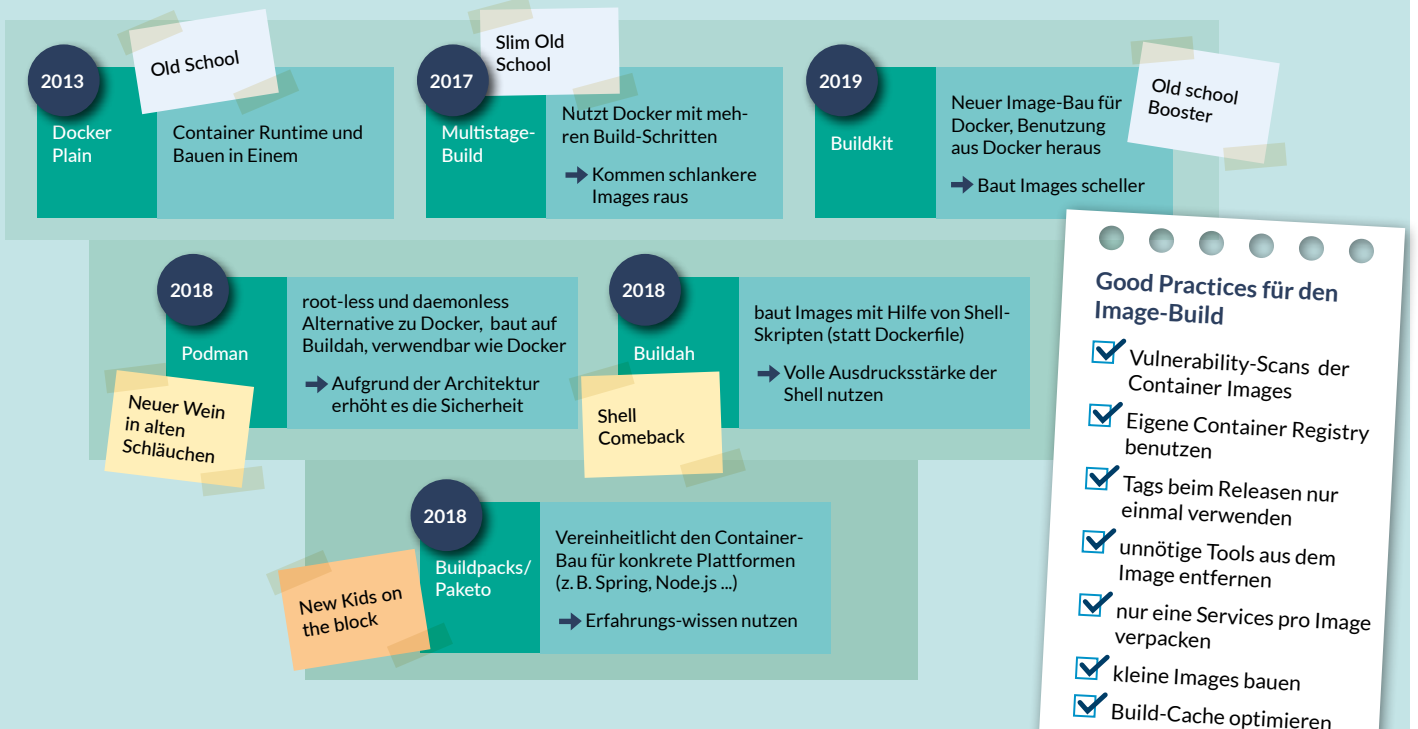 2013
Old School
Docker
Plain
Container Runtime und
Bauen in Einem
2017
Slim Old
School
Multistage-
Build
Nutzt Docker mit meh-
ren Build-Schritten
Kommen schlankere
Images raus
2019
Old school
Booster
Buildkit
Neuer Image-Bau für
Docker, Benutzung
aus Docker heraus
Baut Images scheller
2018
Podman
Neuer Wein
in alten
Schläuchen
root-less und daemonless
Alternative zu Docker, baut auf
Buildah, verwendbar wie Docker
Aufgrund der Architektur
erhöht es die Sicherheit
2018
Buildah
Shell
Comeback
baut Images mit Hilfe von Shell-
Skripten (statt Dockerfile)
Volle Ausdrucksstärke der
Shell nutzen
2018
Buildpacks/
Paketo
New Kids on
the block
Vereinheitlicht den Container-
Bau für konkrete Plattformen
(z. B. Spring, Node.js ...)
Erfahrungs-wissen nutzen
Good Practices für den
Image-Build
Vulnerability-Scans der
Container Images
Eigene Container Registry
benutzen
Tags beim Releasen nur
einmal verwenden
unnötige Tools aus dem
Image entfernen
nur eine Services pro Image
verpacken
kleine Images bauen
Build-Cache optimieren